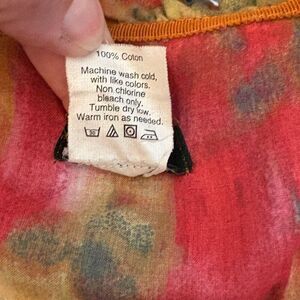 100% Coton
Machine wash cold,
with like colors.
Non chlorine
bleach only.
Tumble dry low.
Warm iron as needed.